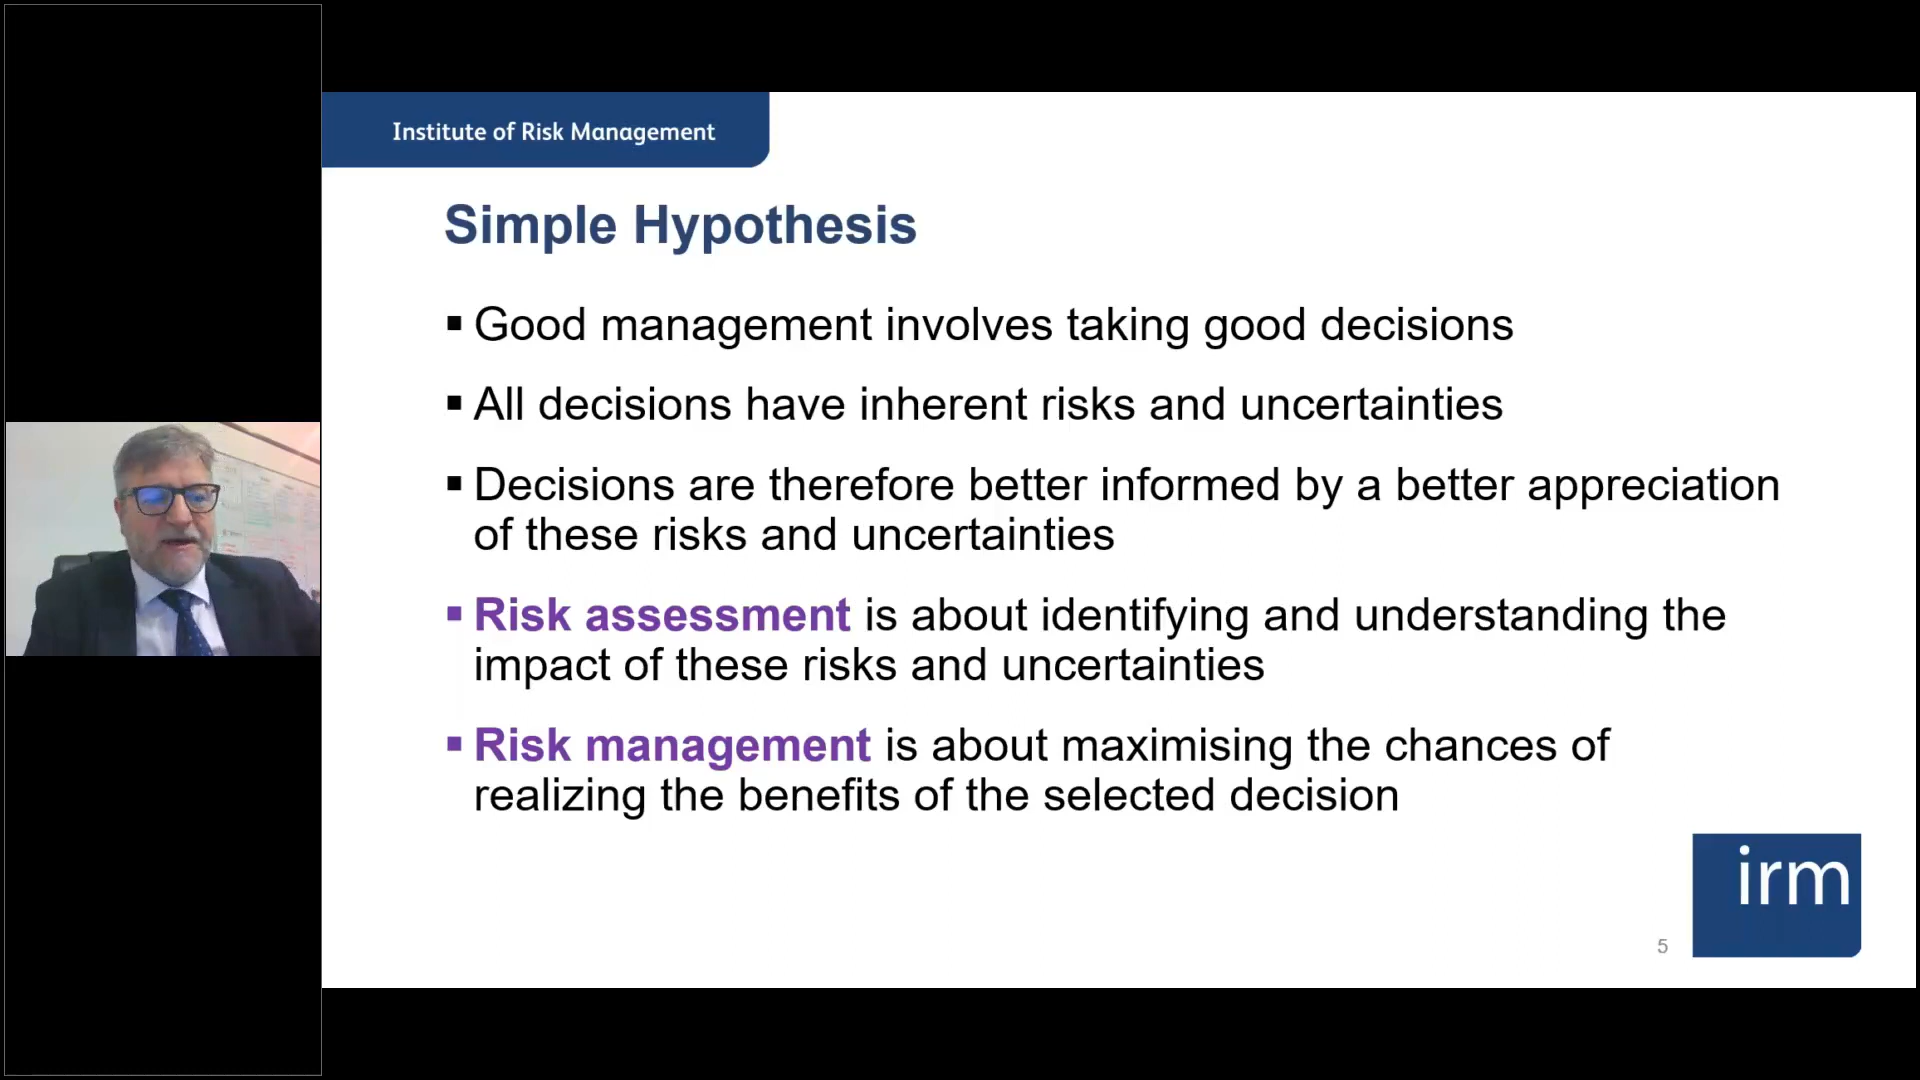 Institute of Risk Management
Simple Hypothesis
▪ Good management involves taking good decisions
▪ All decisions have inherent risks and uncertainties
▪ Decisions are therefore better informed by a better appreciation
of these risks and uncertainties
▪ Risk assessment is about identifying and understanding the
impact of these risks and uncertainties
▪ Risk management is about maximising the chances of
realizing the benefits of the selected decision
irm
5